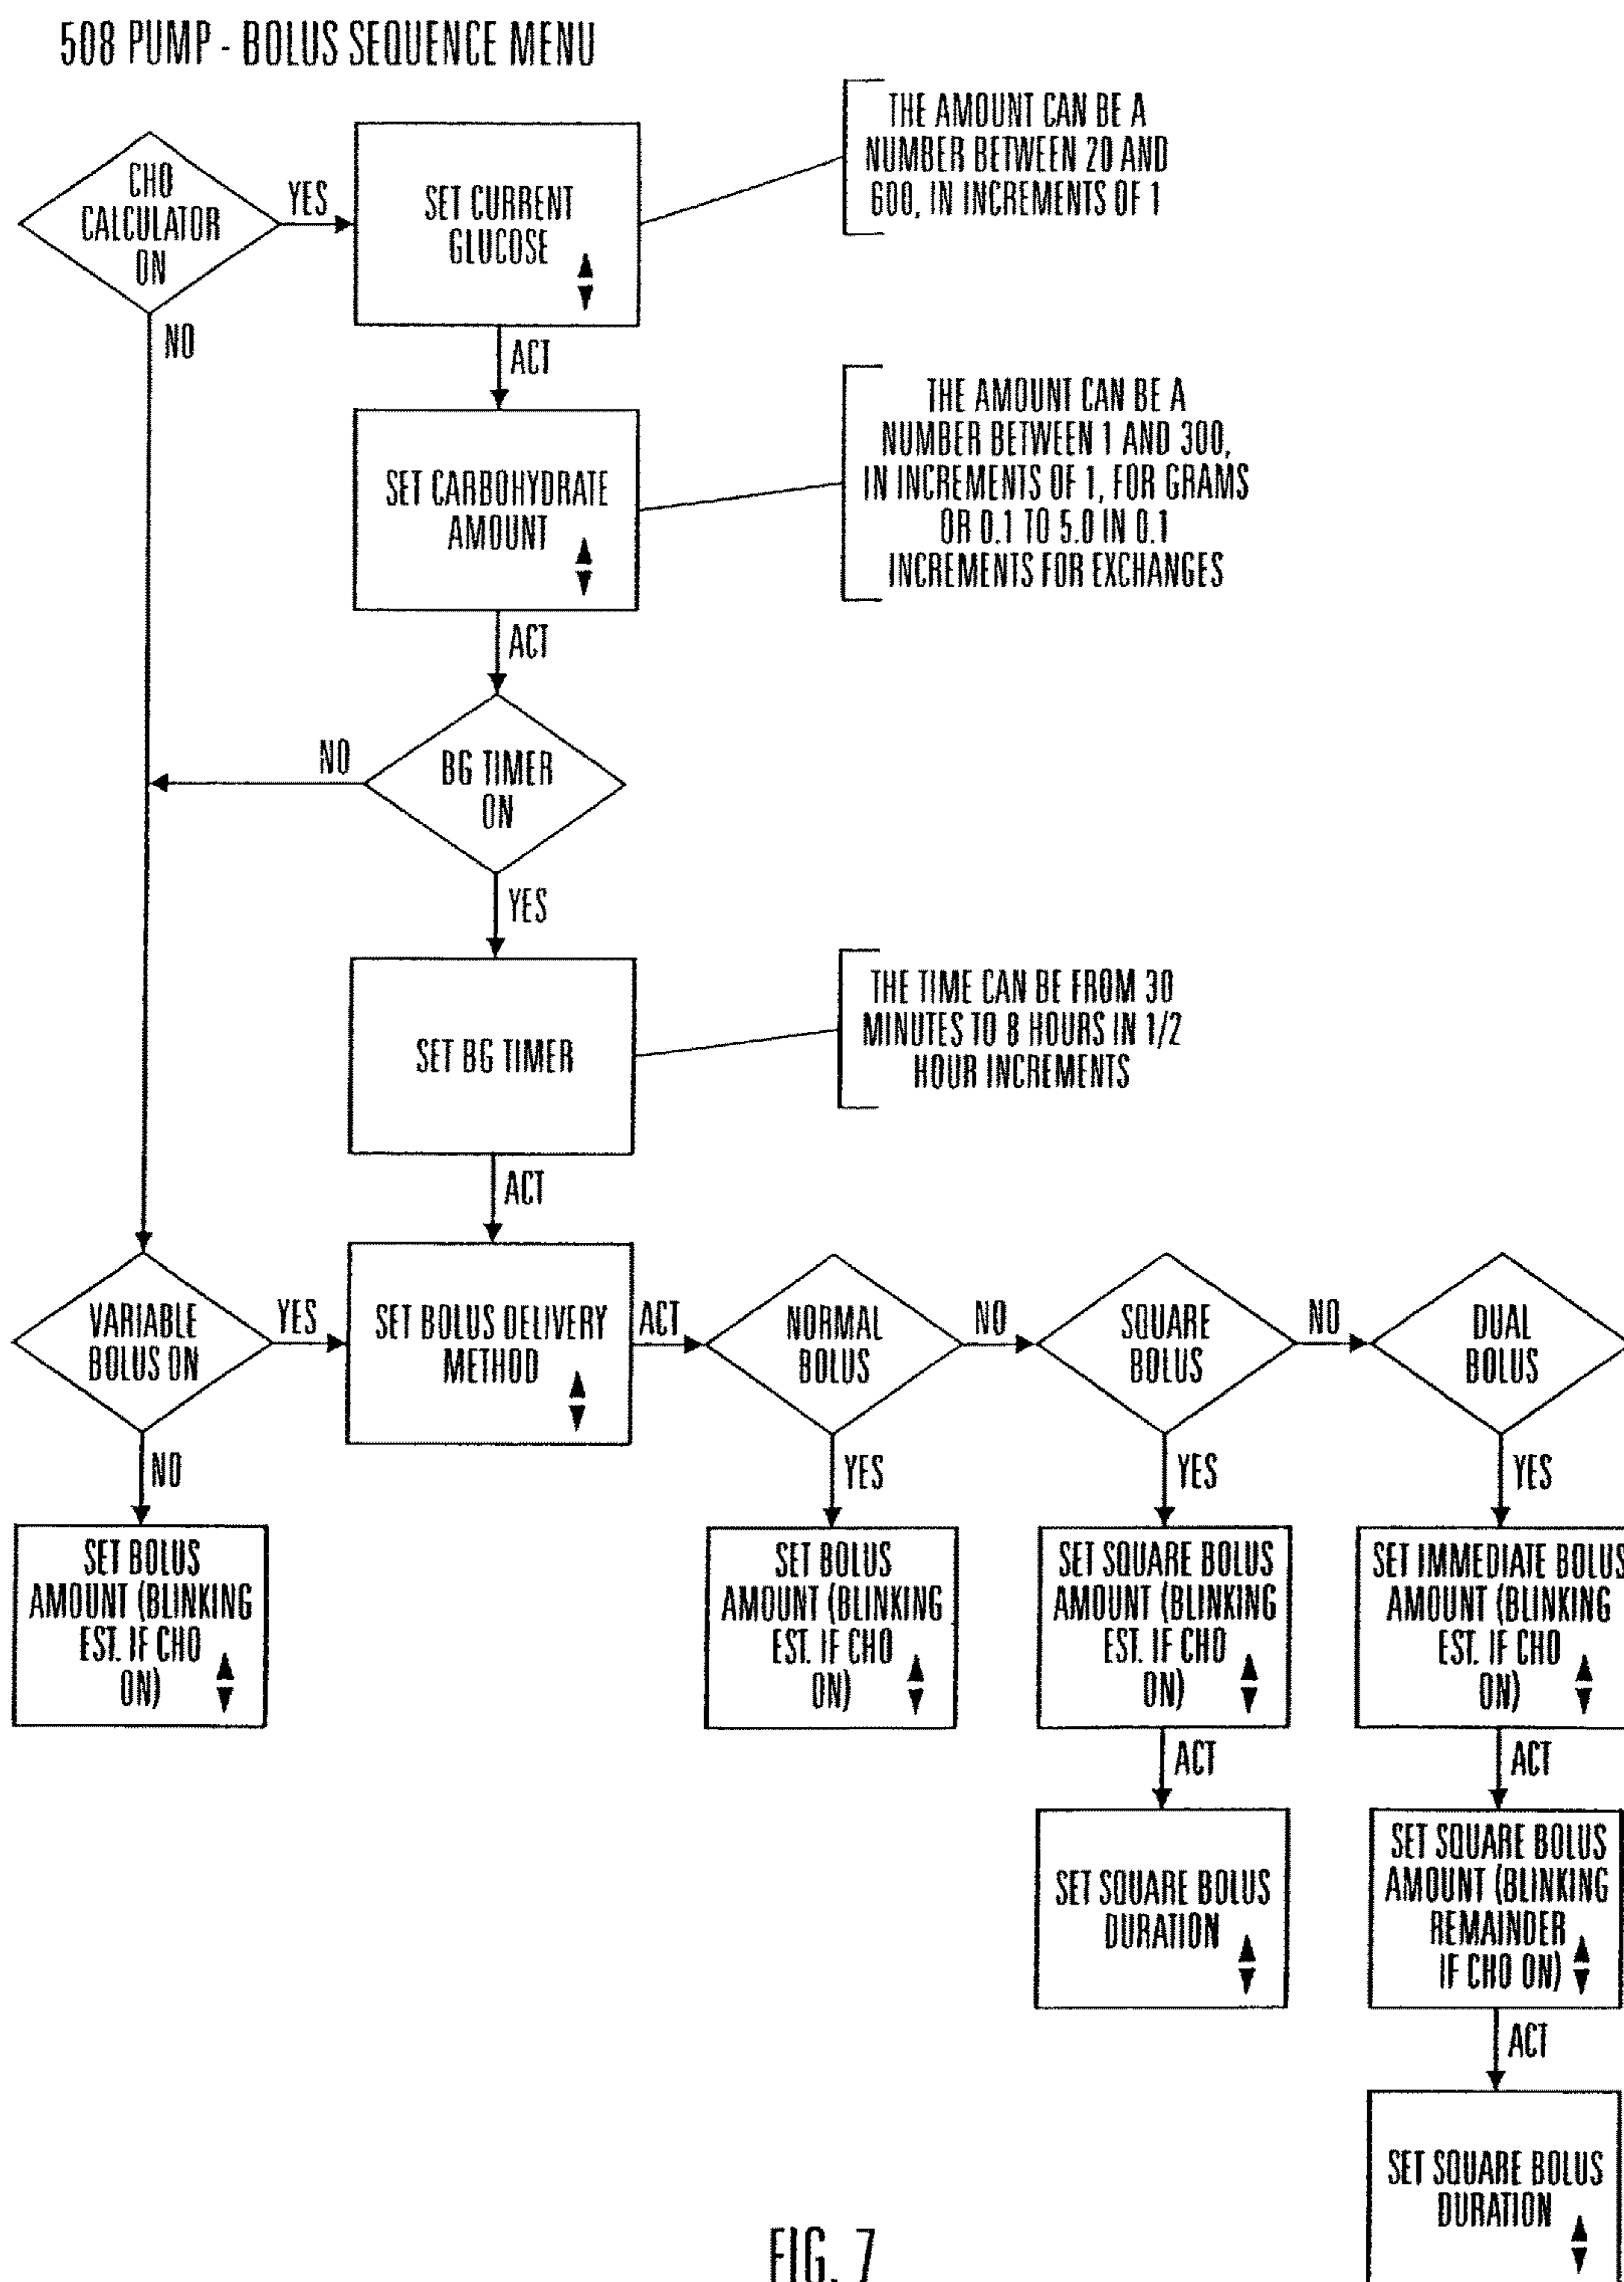 508 PUMP - BOLUS SEQUENCE MENU
CHO
CALCULATOR
ON
YES
NO
SET CURRENT
GLUCOSE
THE AMOUNT CAN BE A
NUMBER BETWEEN 20 AND
600, IN INCREMENTS OF 1
ACT
SET CARBOHYDRATE
AMOUNT
THE AMOUNT CAN BE A
NUMBER BETWEEN 1 AND 300,
IN INCREMENTS OF 1, FOR GRAMS
OR 0.1 TO 5.0 IN 0.1
INCREMENTS FOR EXCHANGES
ACT
BG TIMER
ON
NO
YES
SET BG TIMER
THE TIME CAN BE FROM 30
MINUTES TO 8 HOURS IN 1/2
HOUR INCREMENTS
ACT
VARIABLE
BOLUS ON
YES
NO
SET BOLUS DELIVERY
METHOD
ACT
NORMAL
BOLUS
NO
YES
SQUARE
BOLUS
NO
YES
DUAL
BOLUS
YES
SET BOLUS
AMOUNT (BLINKING
EST. IF CHO
ON)
SET BOLUS
AMOUNT (BLINKING
EST. IF CHO
ON)
SET SQUARE BOLUS
AMOUNT (BLINKING
EST. IF CHO
ON)
ACT
SET SQUARE BOLUS
DURATION
SET IMMEDIATE BOLUS
AMOUNT (BLINKING
EST. IF CHO
ON)
ACT
SET SQUARE BOLUS
AMOUNT (BLINKING
REMAINDER
IF CHO ON)
ACT
SET SQUARE BOLUS
DURATION
FIG. 7